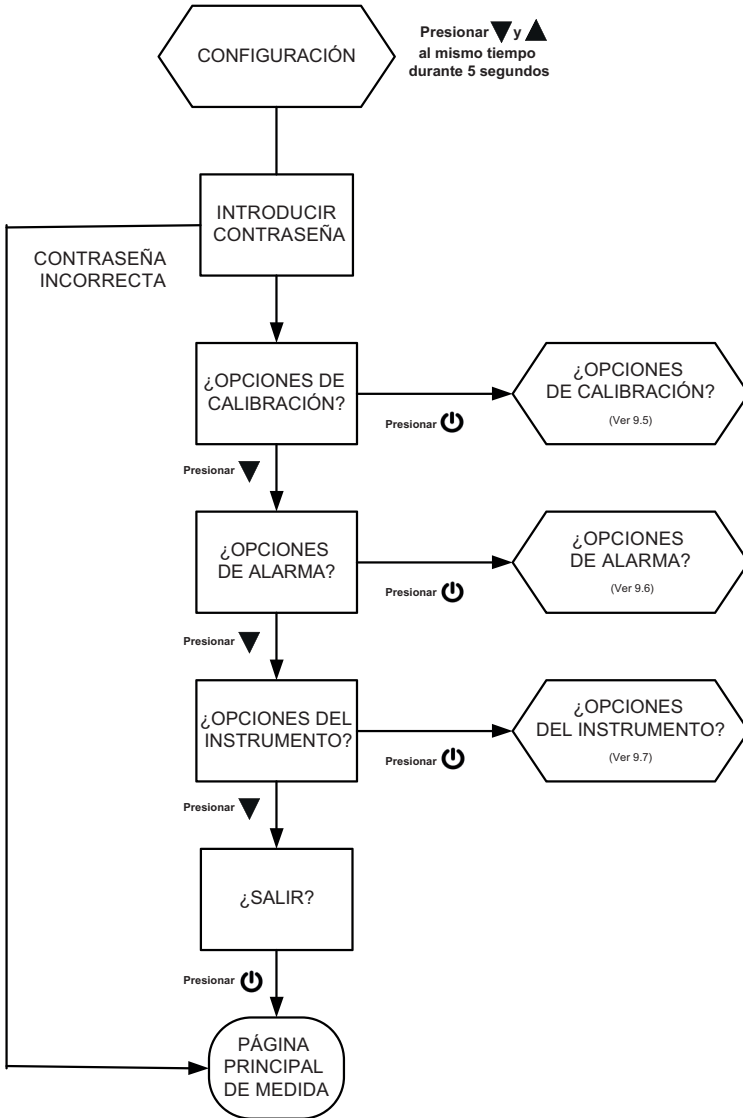 CONFIGURACIÓN
Presionar y
al mismo tiempo
durante 5 segundos
INTRODUCIR
CONTRASEÑA
CONTRASEÑA
INCORRECTA
¿OPCIONES DE
CALIBRACIÓN?
Presionar
¿OPCIONES
DE CALIBRACIÓN?
(Ver 9.5)
Presionar
¿OPCIONES
DE ALARMA?
Presionar
¿OPCIONES
DE ALARMA?
(Ver 9.6)
Presionar
¿OPCIONES DEL
INSTRUMENTO?
Presionar
¿OPCIONES
DEL INSTRUMENTO?
(Ver 9.7)
Presionar
¿SALIR?
Presionar
PÁGINA
PRINCIPAL
DE MEDIDA